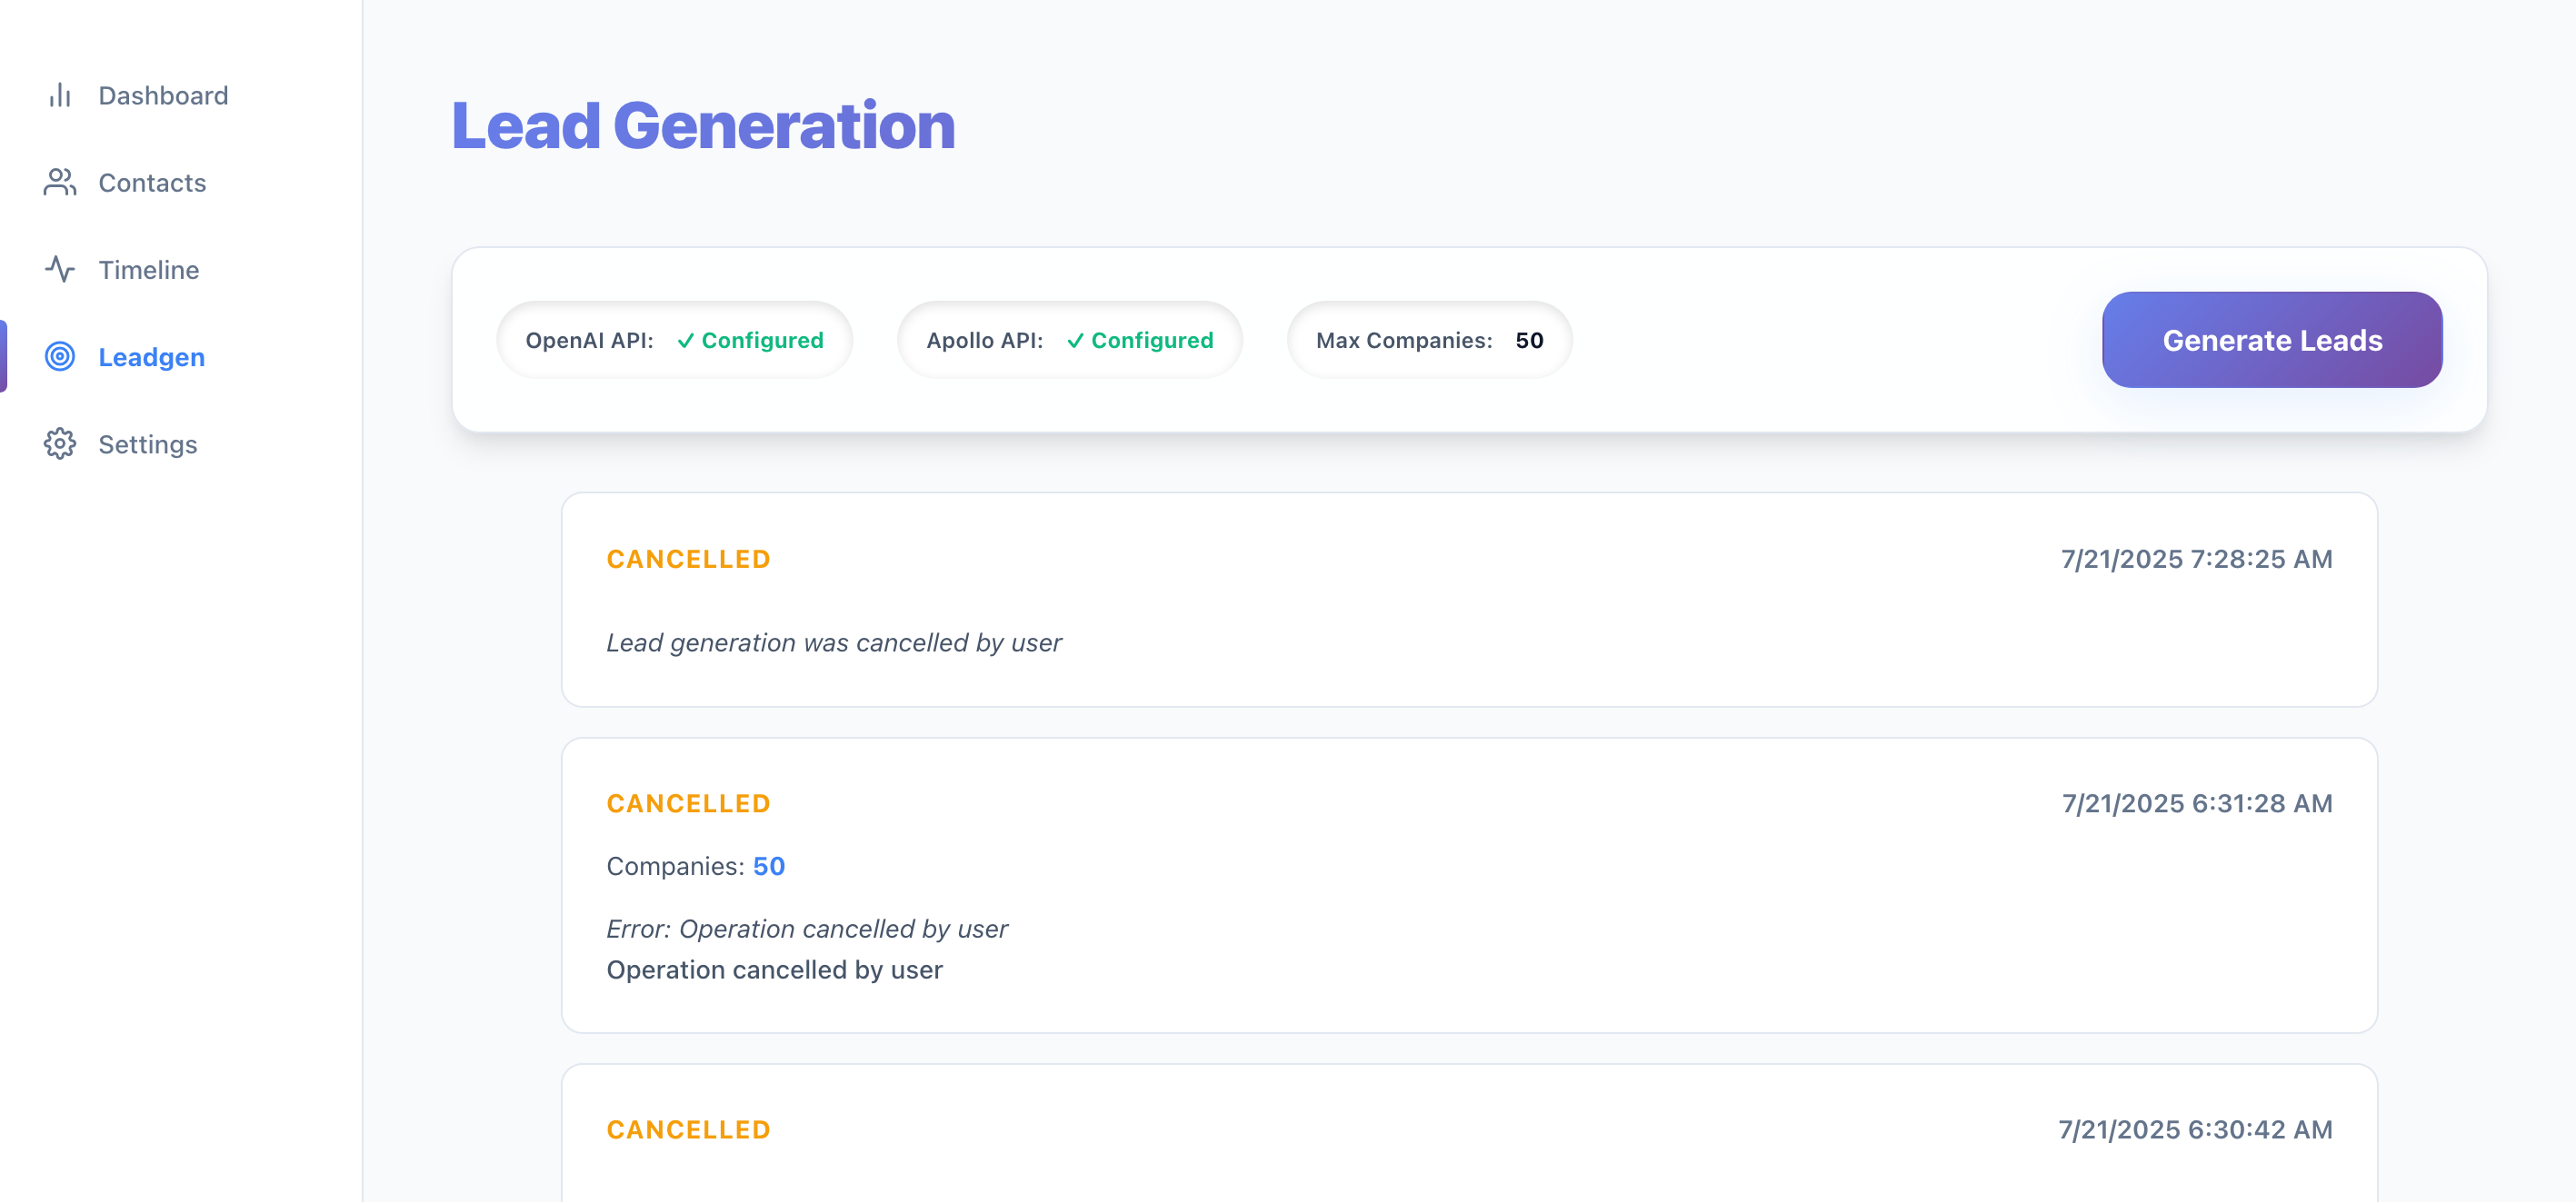 Dashboard
Contacts
Timeline
Leadgen
Settings
Lead Generation
OpenAI API: ✓ Configured
Apollo API: ✓ Configured
Max Companies: 50
Generate Leads
CANCELLED
7/21/2025 7:28:25 AM
Lead generation was cancelled by user
CANCELLED
7/21/2025 6:31:28 AM
Companies: 50
Error: Operation cancelled by user
Operation cancelled by user
CANCELLED
7/21/2025 6:30:42 AM